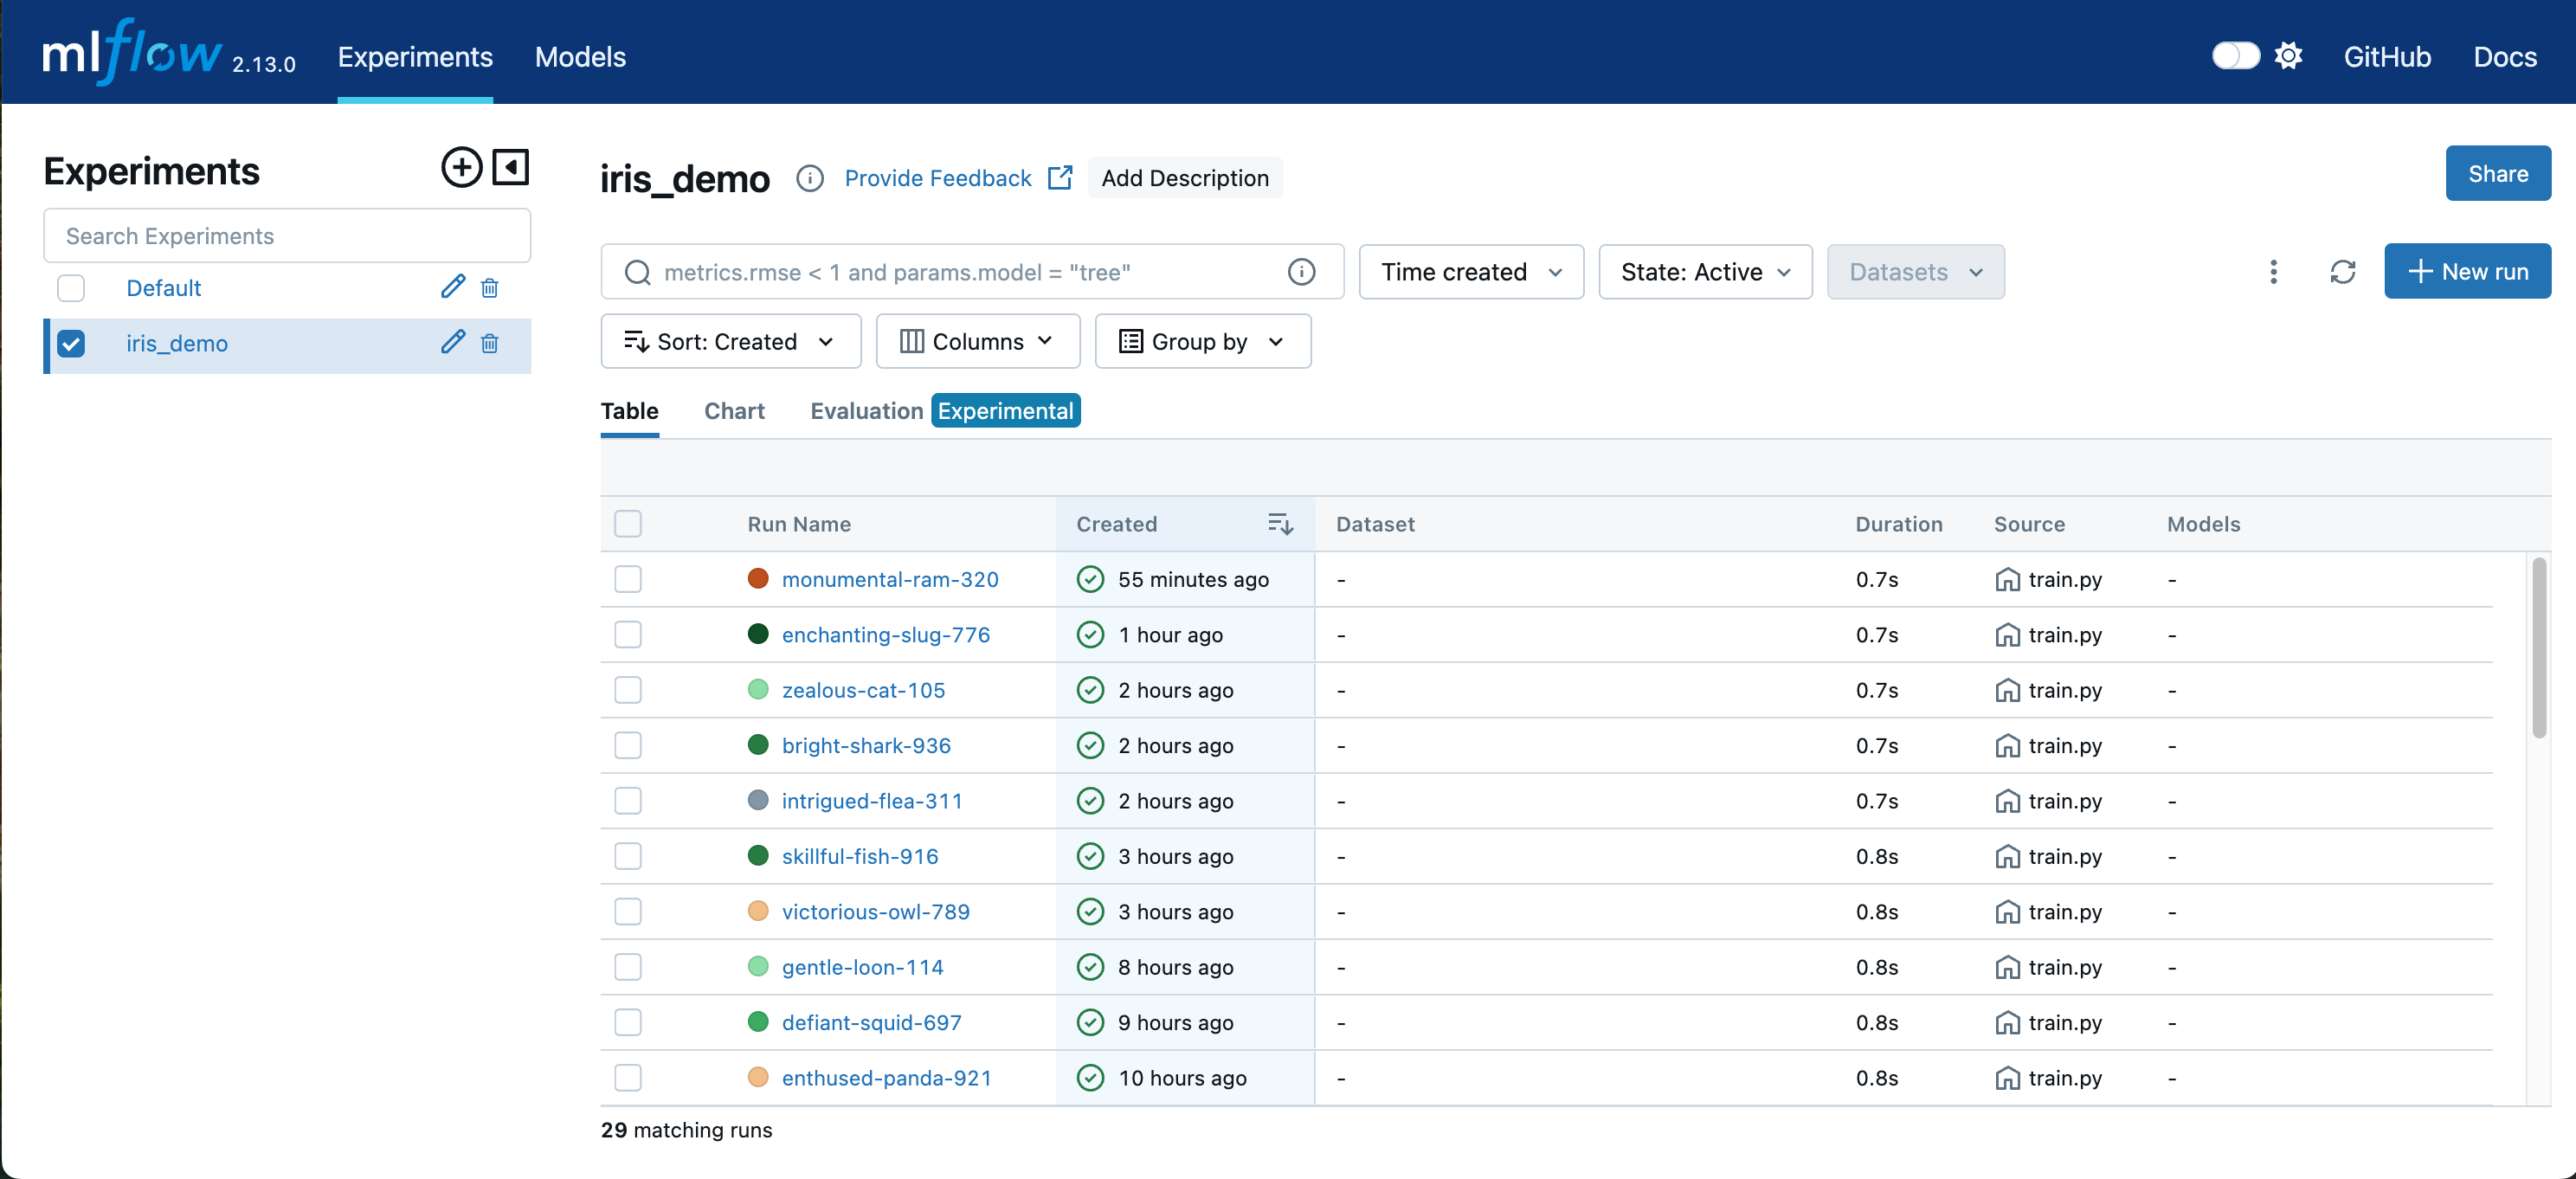 mlflow 2.13.0 Experiments Models GitHub Docs
Experiments
Search Experiments
Default
iris_demo
iris_demo Provide Feedback Add Description Share
metrics.rmse < 1 and params.model = "tree" Time created State: Active Datasets New run
Sort: Created Columns Group by
Table Chart Evaluation Experimental
Run Name Created Dataset Duration Source Models
monumental-ram-320 55 minutes ago - 0.7s train.py -
enchanting-slug-776 1 hour ago - 0.7s train.py -
zealous-cat-105 2 hours ago - 0.7s train.py -
bright-shark-936 2 hours ago - 0.7s train.py -
intrigued-flea-311 2 hours ago - 0.7s train.py -
skillful-fish-916 3 hours ago - 0.8s train.py -
victorious-owl-789 3 hours ago - 0.8s train.py -
gentle-loon-114 8 hours ago - 0.8s train.py -
defiant-squid-697 9 hours ago - 0.8s train.py -
enthused-panda-921 10 hours ago - 0.8s train.py -
29 matching runs